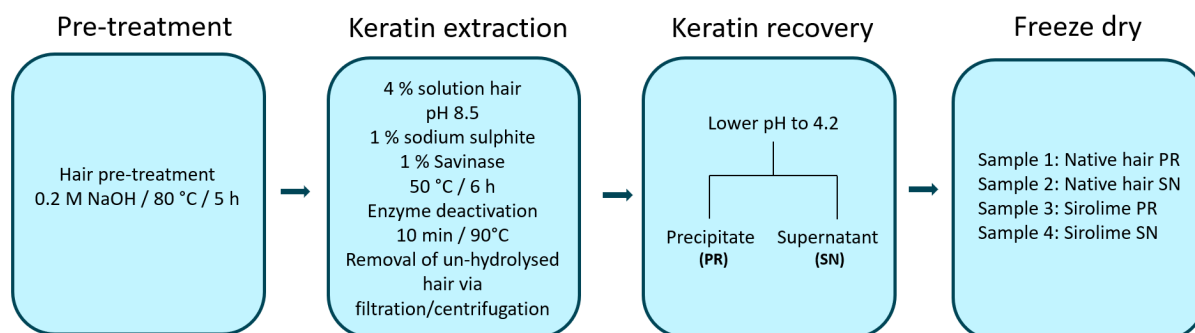 Pre-treatment
Hair pre-treatment
0.2 M NaOH / 80 °C / 5 h
Keratin extraction
4 % solution hair
pH 8.5
1 % sodium sulphite
1 % Savinase
50 °C / 6 h
Enzyme deactivation
10 min / 90°C
Removal of un-hydrolysed
hair via
filtration/centrifugation
Keratin recovery
Lower pH to 4.2
Precipitate
(PR)
Supernatant
(SN)
Freeze dry
Sample 1: Native hair PR
Sample 2: Native hair SN
Sample 3: Sirolime PR
Sample 4: Sirolime SN